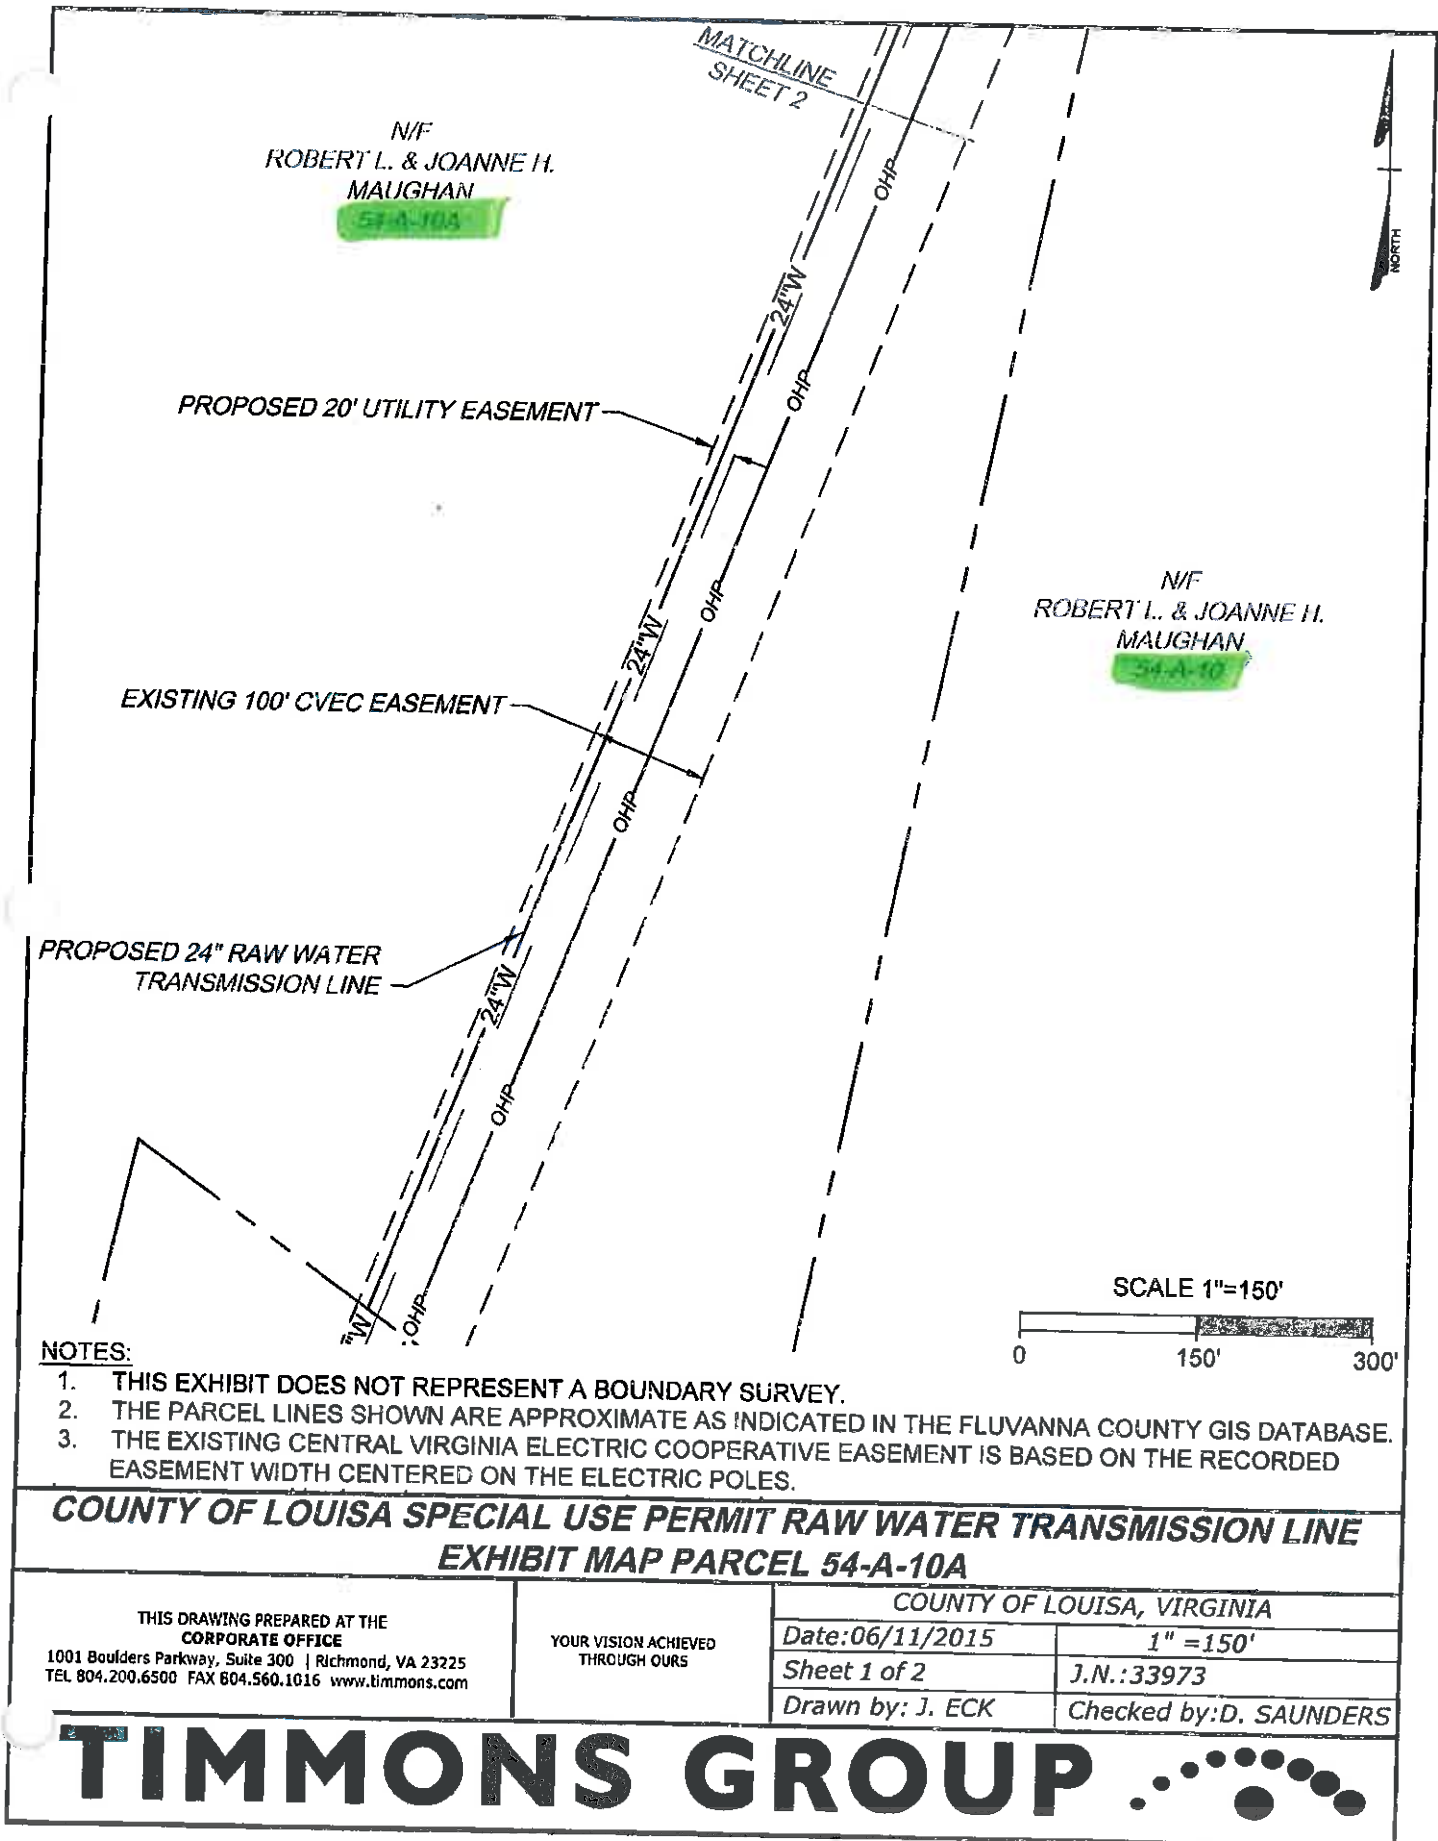 MATCHLINE
SHEET 2
N/F
ROBERT L. & JOANNE H.
MAUGHAN
54-A-10A
NORTH
OHP
24"W
OHP
PROPOSED 20' UTILITY EASEMENT
N/F
ROBERT L. & JOANNE H.
MAUGHAN
54-A-10
OHP
24"W
EXISTING 100' CVEC EASEMENT
OHP
PROPOSED 24" RAW WATER
TRANSMISSION LINE
24"W
OHP
SCALE 1"=150'
0 150' 300'
"W
OHP
NOTES:
1. THIS EXHIBIT DOES NOT REPRESENT A BOUNDARY SURVEY.
2. THE PARCEL LINES SHOWN ARE APPROXIMATE AS INDICATED IN THE FLUVANNA COUNTY GIS DATABASE.
3. THE EXISTING CENTRAL VIRGINIA ELECTRIC COOPERATIVE EASEMENT IS BASED ON THE RECORDED
EASEMENT WIDTH CENTERED ON THE ELECTRIC POLES.
COUNTY OF LOUISA SPECIAL USE PERMIT RAW WATER TRANSMISSION LINE
EXHIBIT MAP PARCEL 54-A-10A
THIS DRAWING PREPARED AT THE
CORPORATE OFFICE
1001 Boulders Parkway, Suite 300 | Richmond, VA 23225
TEL 804.200.6500 FAX 804.560.1016 www.timmons.com
YOUR VISION ACHIEVED
THROUGH OURS
COUNTY OF LOUISA, VIRGINIA
Date:06/11/2015 1" =150'
Sheet 1 of 2 J.N.:33973
Drawn by: J. ECK Checked by:D. SAUNDERS
TIMMONS GROUP